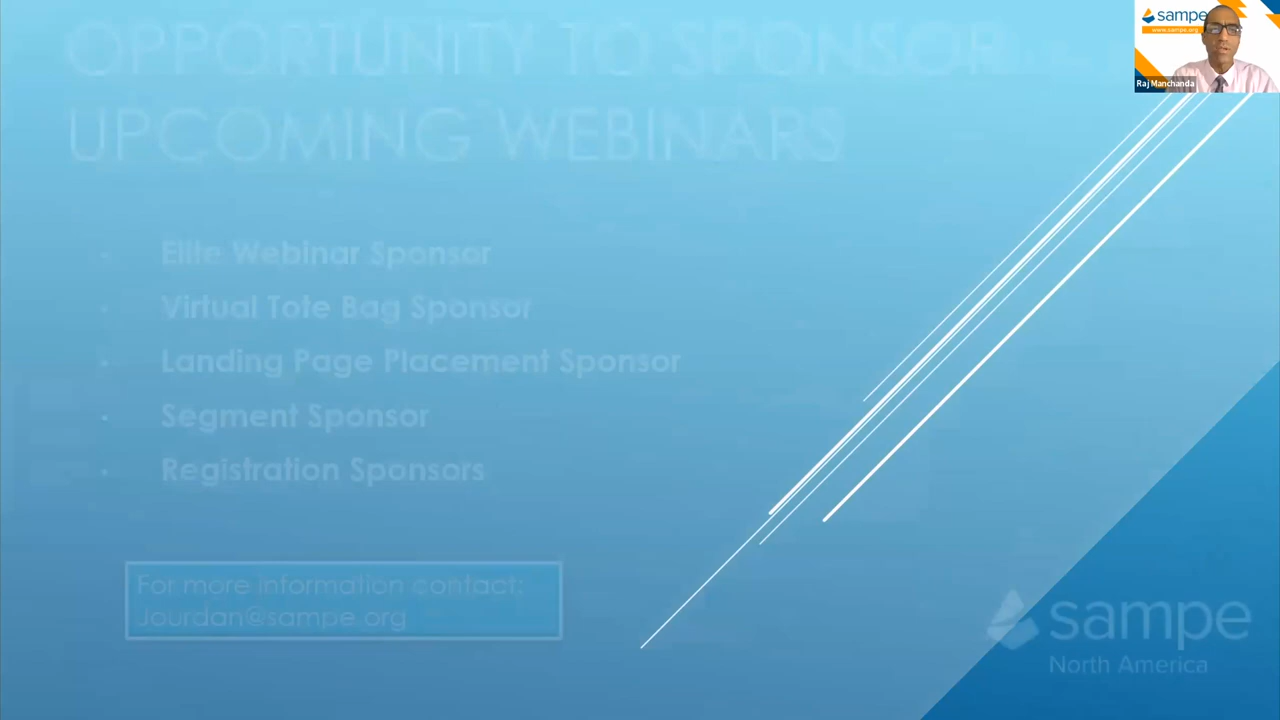 OPPORTUNITY TO SPONSOR
UPCOMING WEBINARS
sampe
www.sampe.org
Raj Manchanda
Elite Webinar Sponsor
Virtual Tote Bag Sponsor
Landing Page Placement Sponsor
Segment Sponsor
Registration Sponsors
For more information contact:
Jourdan@sampe.org
sampe
North America